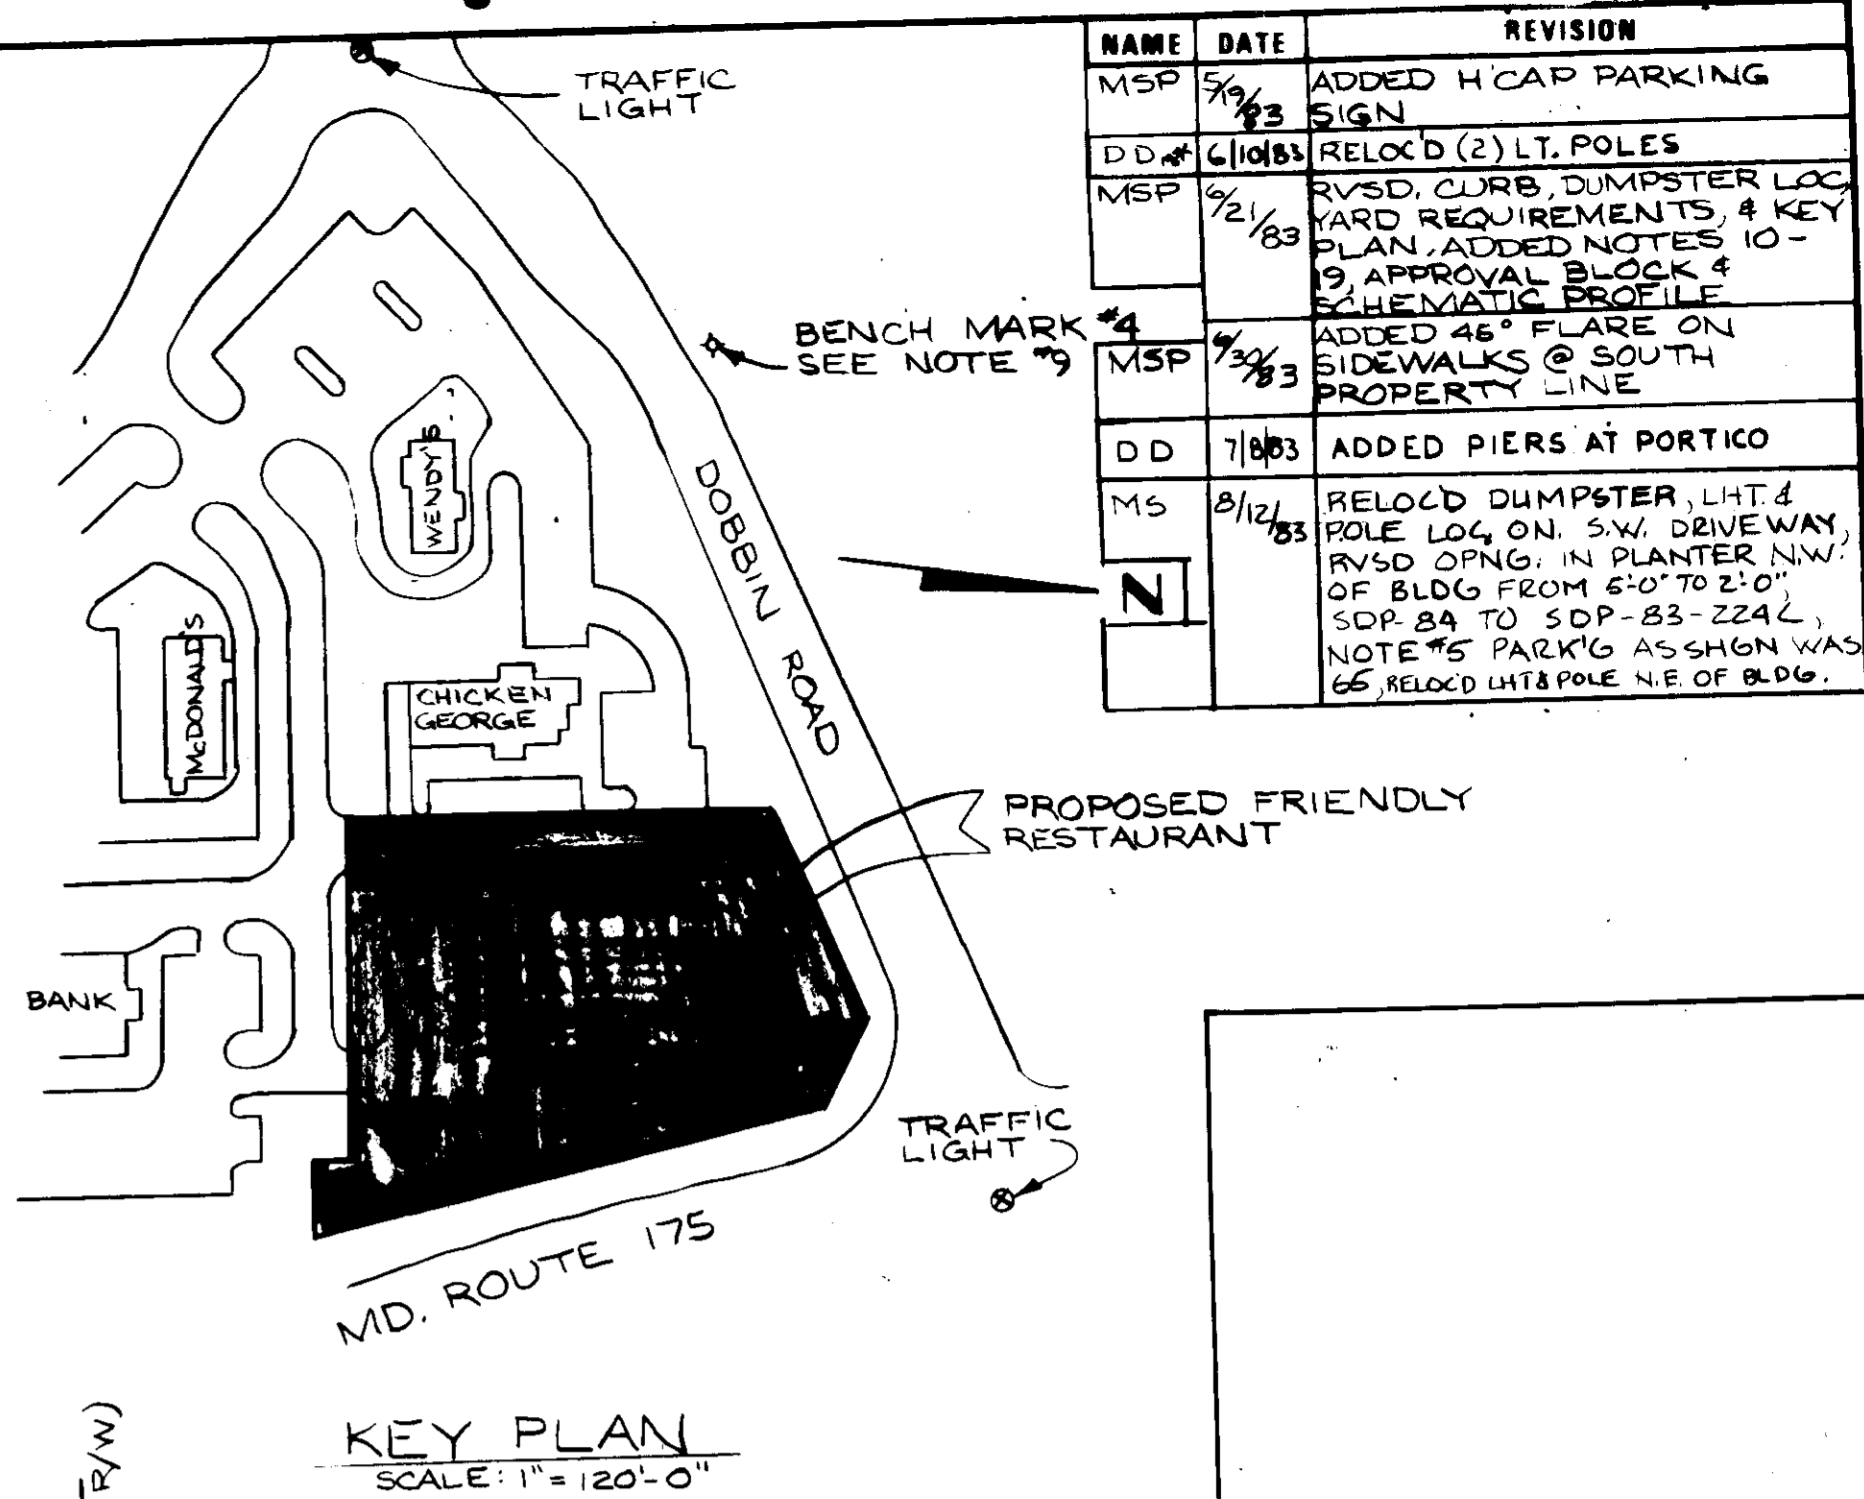 NAME DATE REVISION
MSP 5/19/83 ADDED H'CAP PARKING
SIGN
DD 6/10/83 RELOC'D (2) LT. POLES
MSP 6/21/83 RVSD. CURB, DUMPSTER LOC,
YARD REQUIREMENTS, & KEY
PLAN, ADDED NOTES 10-
19, APPROVAL BLOCK &
SCHEMATIC PROFILE
MSP 6/30/83 ADDED 45° FLARE ON
SIDEWALKS @ SOUTH
PROPERTY LINE
DD 7/8/83 ADDED PIERS AT PORTICO
MS 8/12/83 RELOC'D DUMPSTER, LHT. &
POLE LOC, ON. S.W. DRIVEWAY,
RVSD OPNG. IN PLANTER N.W.
OF BLDG FROM 5'-0" TO 2'-0",
SDP-84 TO SDP-83-224C,
NOTE #5 PARK'G ASSHGN WAS
66, RELOC'D LHT & POLE N.E. OF BLDG.
TRAFFIC
LIGHT
BENCH MARK #4
SEE NOTE #9
N
WENDY'S
DOBBIN ROAD
McDONALD'S
CHICKEN
GEORGE
PROPOSED FRIENDLY
RESTAURANT
BANK
TRAFFIC
LIGHT
MD. ROUTE 175
R/W)
KEY PLAN
SCALE: 1" = 120'-0"